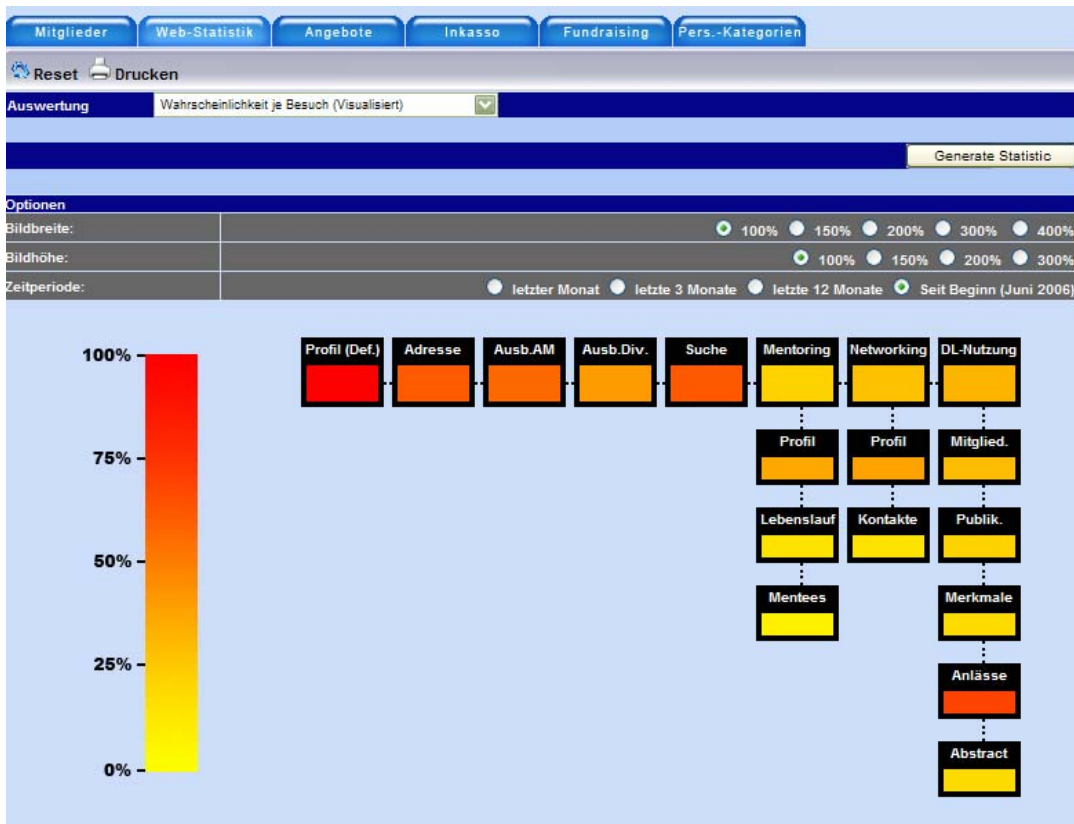 Mitglieder Web-Statistik Angebote Inkasso Fundraising Pers.-Kategorien
Reset Drucken
Auswertung Wahrscheinlichkeit je Besuch (Visualisiert)
Generate Statistic
Optionen
Bildbreite: 100% 150% 200% 300% 400%
Bildhöhe: 100% 150% 200% 300%
Zeitperiode: letzter Monat letzte 3 Monate letzte 12 Monate Seit Beginn (Juni 2006)
100% Profil (Def.) Adresse Ausb.AM Ausb.Div. Suche Mentoring Networking DL-Nutzung
Profil Profil Mitglied.
75%
Lebenslauf Kontakte Publik.
50%
Mentees Merkmale
25%
Anlässe
Abstract
0%